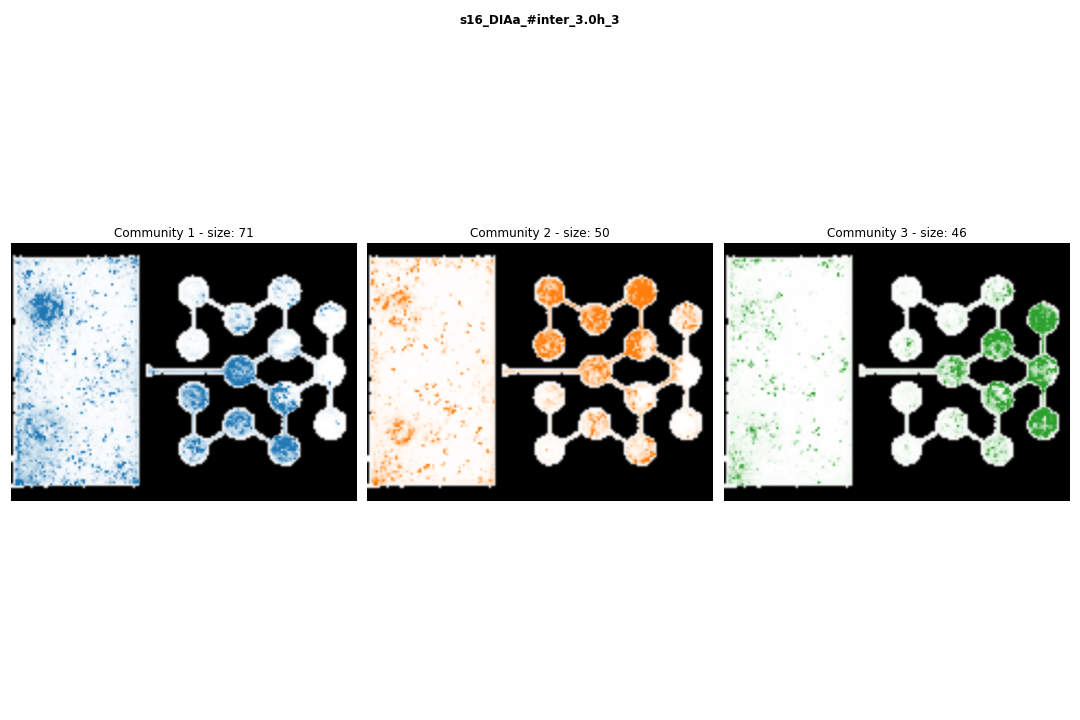 s16_DIAa_#inter_3.0h_3
Community 1 - size: 71
Community 2 - size: 50
Community 3 - size: 46